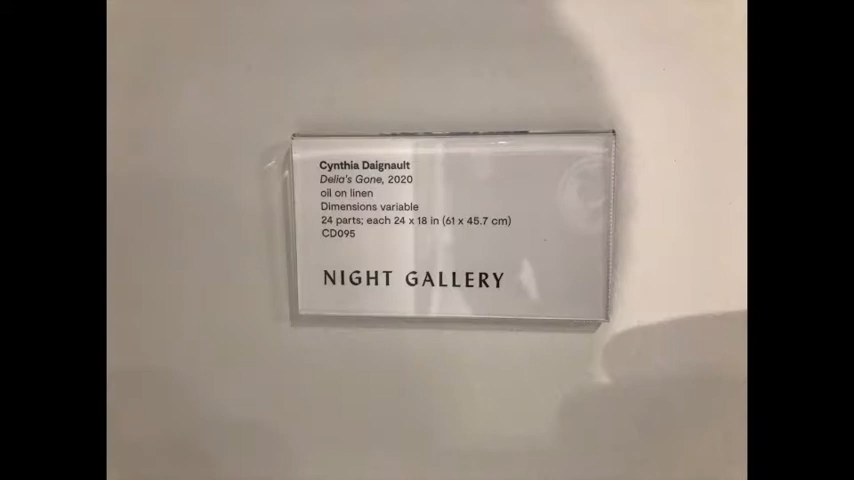 Cynthia Daignault
Delia's Gone, 2020
oil on linen
Dimensions variable
24 parts; each 24 x 18 in (61 x 45.7 cm)
CD095
NIGHT GALLERY